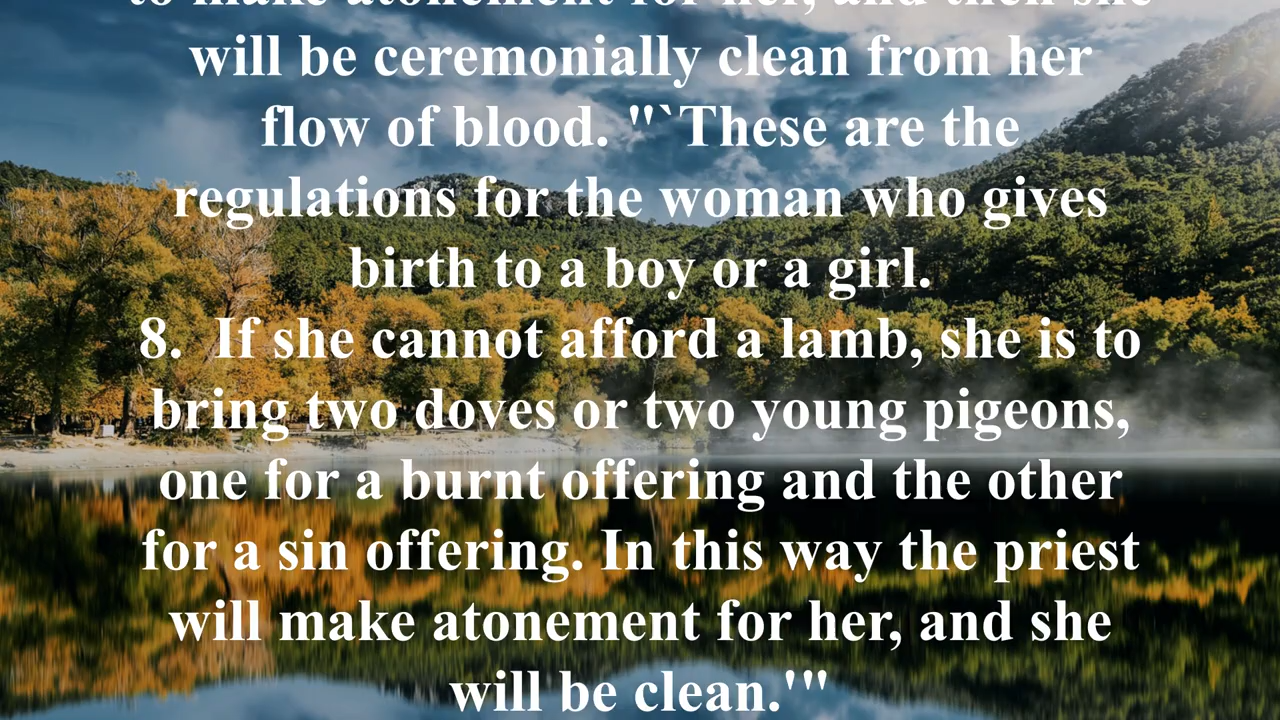 to make atonement for her, and then she
will be ceremonially clean from her
flow of blood. "`These are the
regulations for the woman who gives
birth to a boy or a girl.
8.  If she cannot afford a lamb, she is to
bring two doves or two young pigeons,
one for a burnt offering and the other
for a sin offering. In this way the priest
will make atonement for her, and she
will be clean.'"